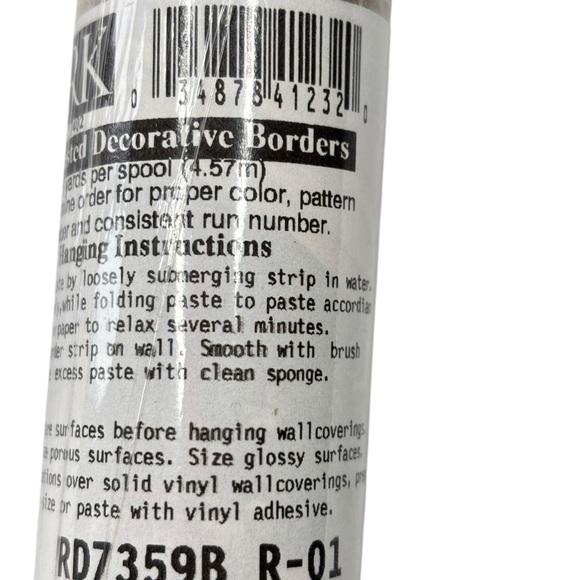 RK
0 34878 41232 0
Decorative Borders
per spool (4.57m)
order for proper color, pattern
and consistent run number.
Hanging Instructions
by loosely submerging strip in water.
while folding paste to paste
paper to relax several minutes.
strip on wall. Smooth with brush
excess paste with clean sponge.
surfaces before hanging wallcoverings
porous surfaces. Size glossy surfaces.
over solid vinyl wallcoverings,
size or paste with vinyl adhesive.
RD7359B R-01